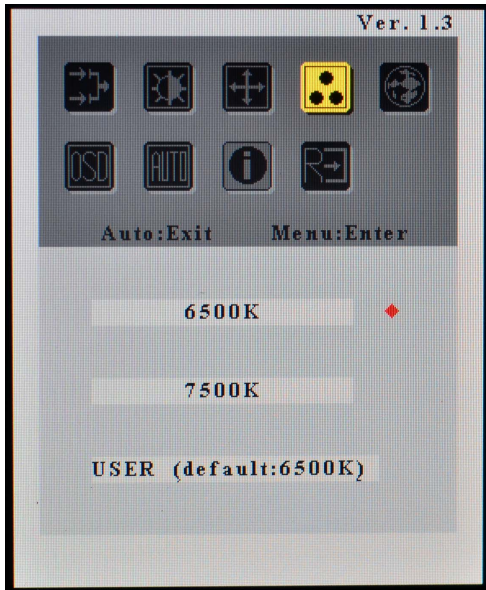 Ver. 1.3
OSD AUTO i R
Auto:Exit Menu:Enter
6500K
7500K
USER (default:6500K)